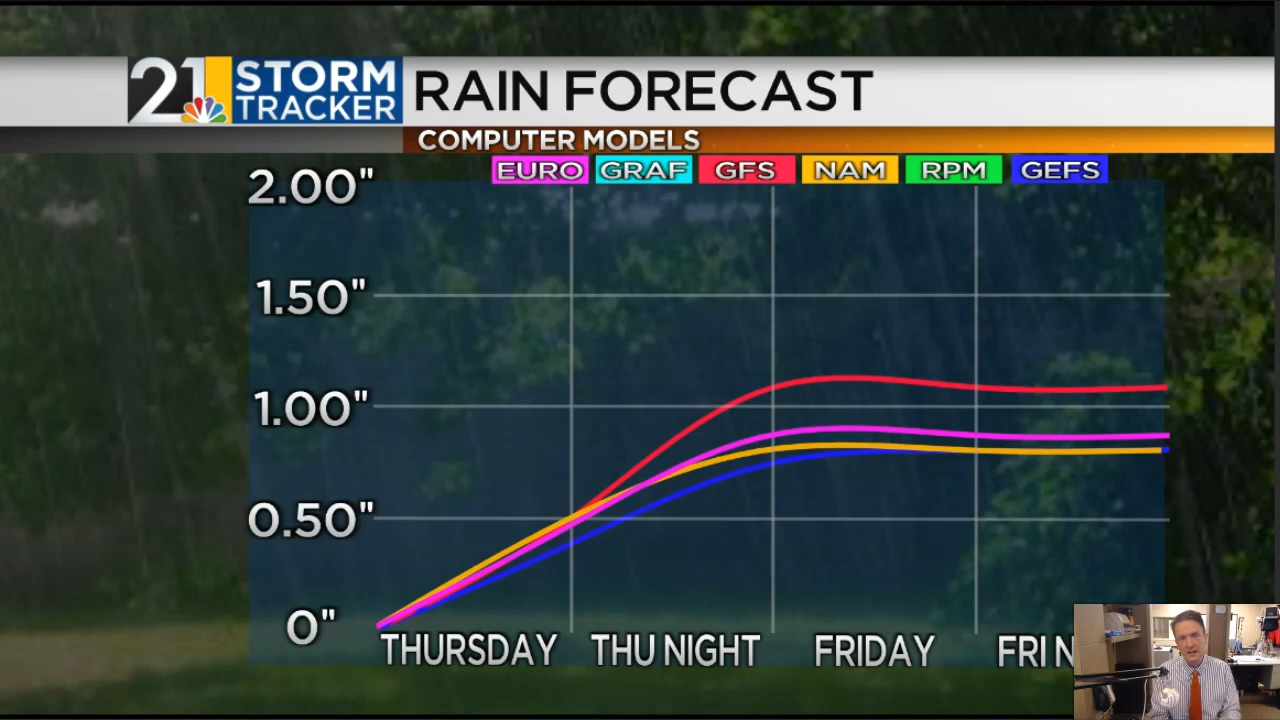 21 STORM TRACKER
RAIN FORECAST
COMPUTER MODELS
EURO GRAF GFS NAM RPM GEFS
2.00"
1.50"
1.00"
0.50"
0"
THURSDAY THU NIGHT FRIDAY FRI N